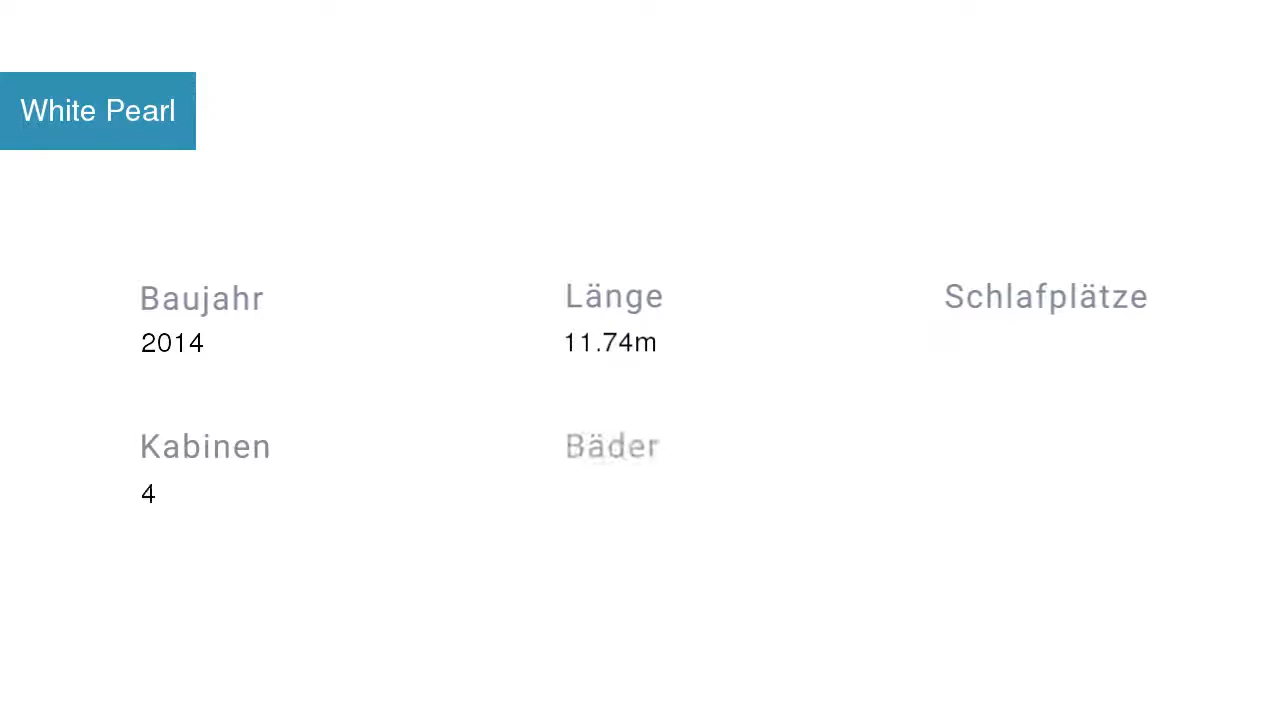 White Pearl
Baujahr
2014
Länge
11.74m
Schlafplätze
Kabinen
4
Bäder